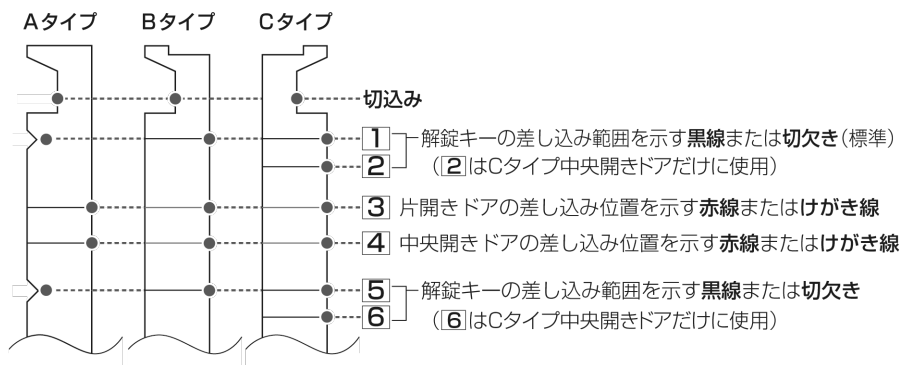 Aタイプ Bタイプ Cタイプ
切込み
1 解錠キーの差し込み範囲を示す黒線または切欠き(標準)
2 (2はCタイプ中央開きドアだけに使用)
3 片開きドアの差し込み位置を示す赤線またはけがき線
4 中央開きドアの差し込み位置を示す赤線またはけがき線
5 解錠キーの差し込み範囲を示す黒線または切欠き
6 (6はCタイプ中央開きドアだけに使用)